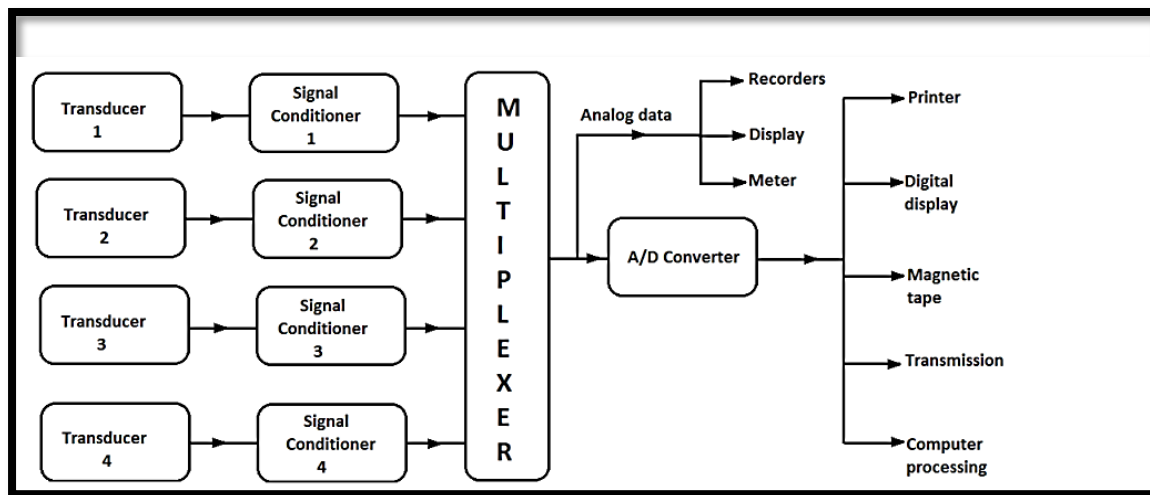 Transducer
1
Signal
Conditioner
1
Transducer
2
Signal
Conditioner
2
Transducer
3
Signal
Conditioner
3
Transducer
4
Signal
Conditioner
4
M
U
L
T
I
P
L
E
X
E
R
Analog data
Recorders
Display
Meter
A/D Converter
Printer
Digital
display
Magnetic
tape
Transmission
Computer
processing